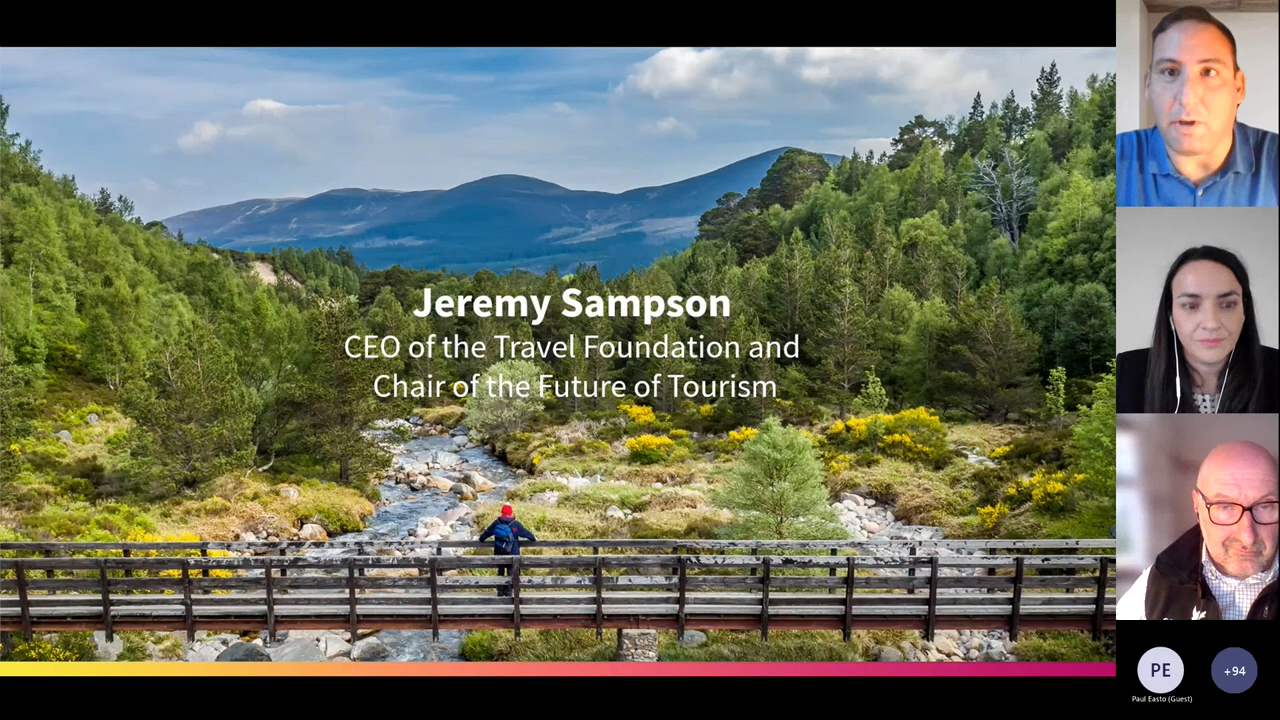 Jeremy Sampson
CEO of the Travel Foundation and
Chair of the Future of Tourism
PE
+94
Paul Easto (Guest)